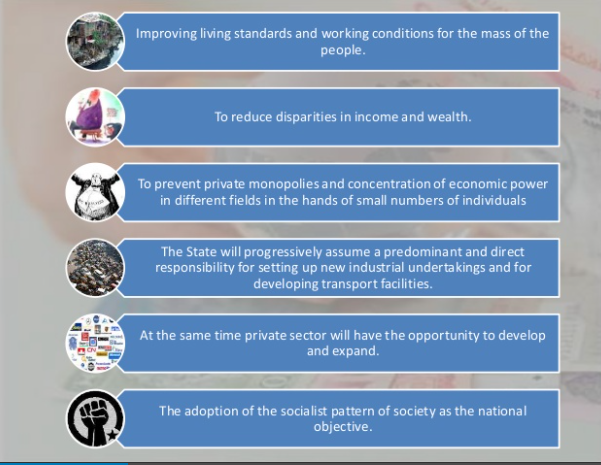 Improving living standards and working conditions for the mass of the
people.
To reduce disparities in income and wealth.
To prevent private monopolies and concentration of economic power
in different fields in the hands of small numbers of individuals
The State will progressively assume a predominant and direct
responsibility for setting up new industrial undertakings and for
developing transport facilities.
At the same time private sector will have the opportunity to develop
and expand.
The adoption of the socialist pattern of society as the national
objective.